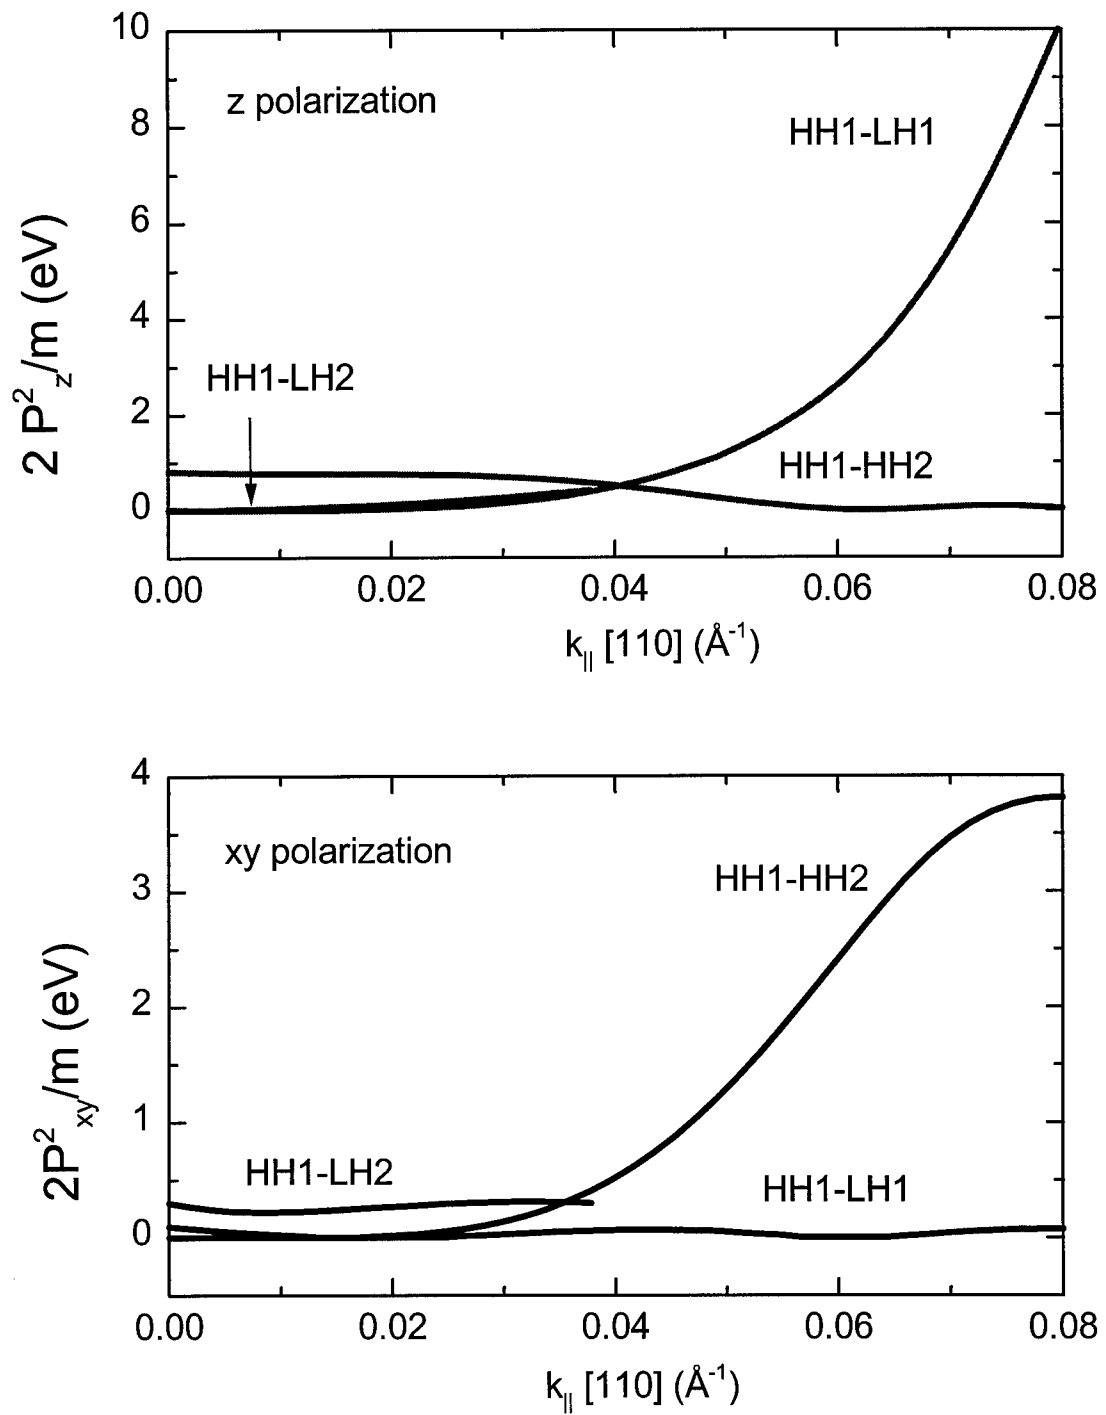 10
z polarization
HH1-LH1
8
6
4
HH1-LH2
2
HH1-HH2
0
2 P²z/m (eV)
0.00 0.02 0.04 0.06 0.08
k|| [110] (Å-1)
4
xy polarization
HH1-HH2
3
2
1
HH1-LH2
HH1-LH1
0
2P²xy/m (eV)
0.00 0.02 0.04 0.06 0.08
k|| [110] (Å-1)